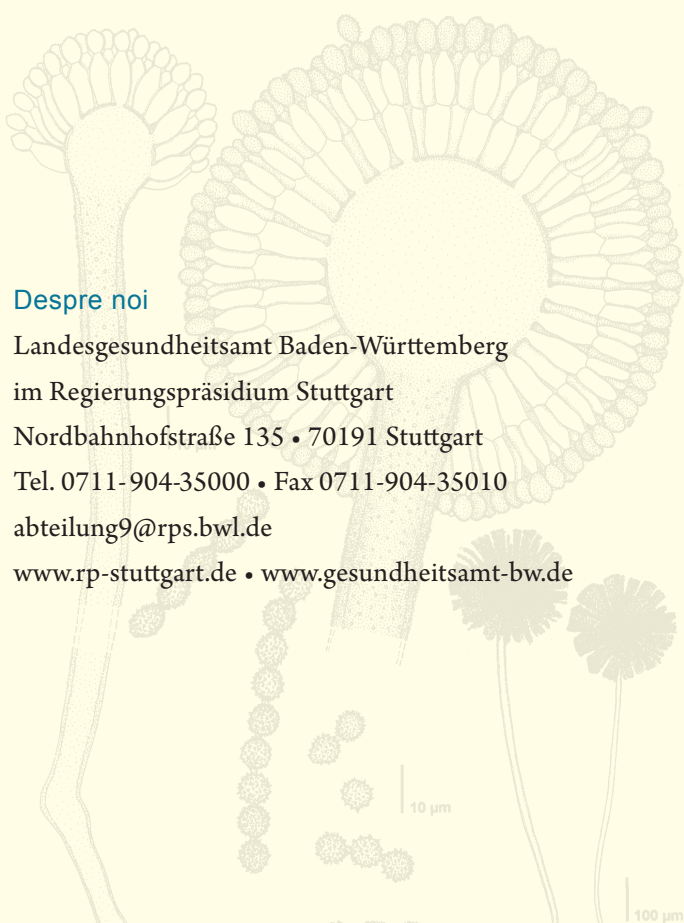 Despre noi
Landesgesundheitsamt Baden-Württemberg
im Regierungspräsidium Stuttgart
Nordbahnhofstraße 135 • 70191 Stuttgart
Tel. 0711-904-35000 • Fax 0711-904-35010
abteilung9@rps.bwl.de
www.rp-stuttgart.de • www.gesundheitsamt-bw.de
10 µm
100 µm